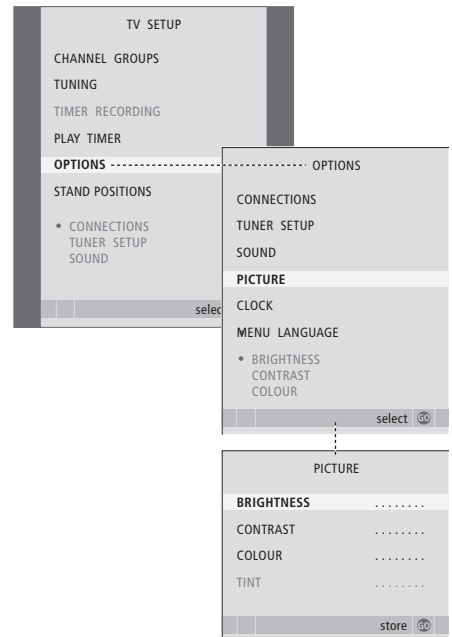 TV SETUP
CHANNEL GROUPS
TUNING
TIMER RECORDING
PLAY TIMER
OPTIONS
STAND POSITIONS
• CONNECTIONS
TUNER SETUP
SOUND
selec
OPTIONS
CONNECTIONS
TUNER SETUP
SOUND
PICTURE
CLOCK
MENU LANGUAGE
• BRIGHTNESS
CONTRAST
COLOUR
select GO
PICTURE
BRIGHTNESS ........
CONTRAST ........
COLOUR ........
TINT ........
store GO